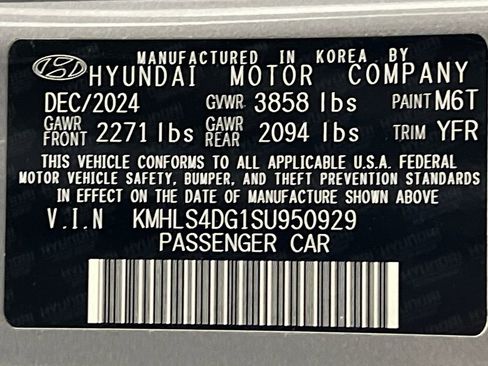 MANUFACTURED IN KOREA BY
HYUNDAI MOTOR COMPANY
DEC/2024 GVWR 3858 lbs PAINT M6T
GAWR FRONT 2271 lbs GAWR REAR 2094 lbs TRIM YFR
THIS VEHICLE CONFORMS TO ALL APPLICABLE U.S.A. FEDERAL
MOTOR VEHICLE SAFETY, BUMPER, AND THEFT PREVENTION STANDARDS
IN EFFECT ON THE DATE OF MANUFACTURE SHOWN ABOVE
V.I.N KMHLS4DG1SU950929
PASSENGER CAR